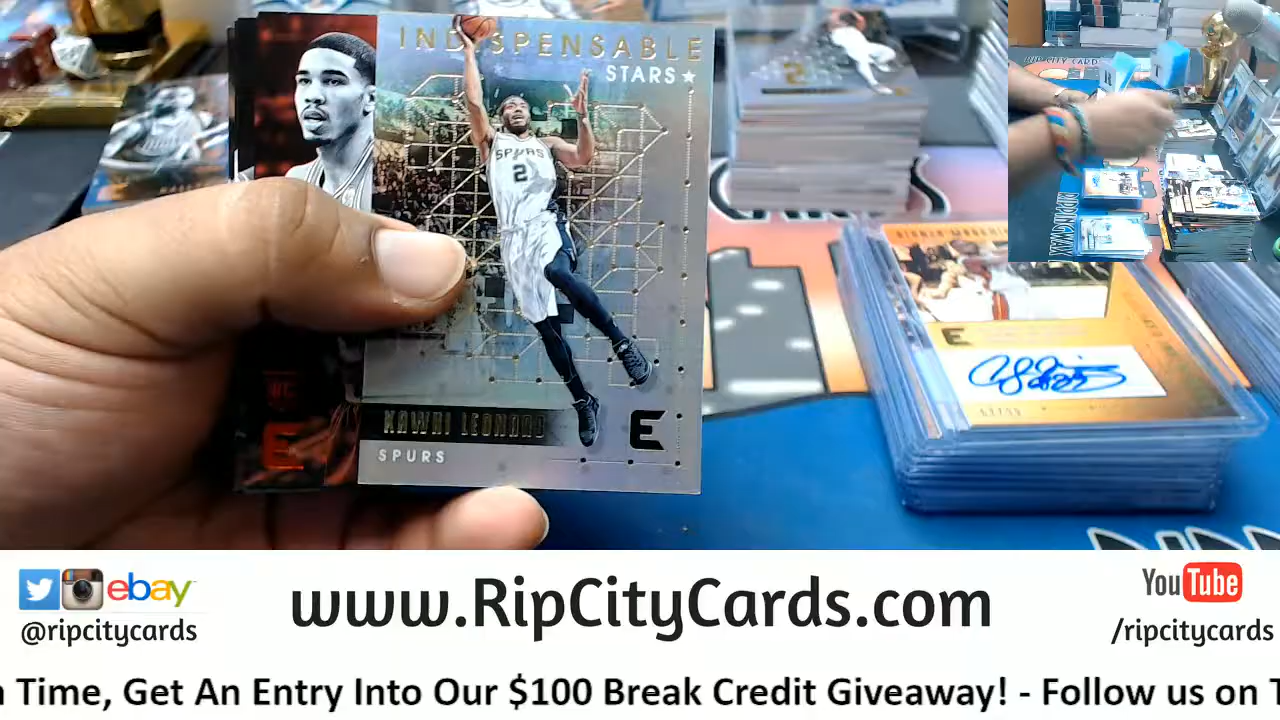 INDISPENSABLE
STARS★
SPURS
2
KAWHI LEONARD
E
SPURS
RC
E
E
ebay
@ripcitycards
www.RipCityCards.com
YouTube
/ripcitycards
Time, Get An Entry Into Our $100 Break Credit Giveaway! - Follow us on